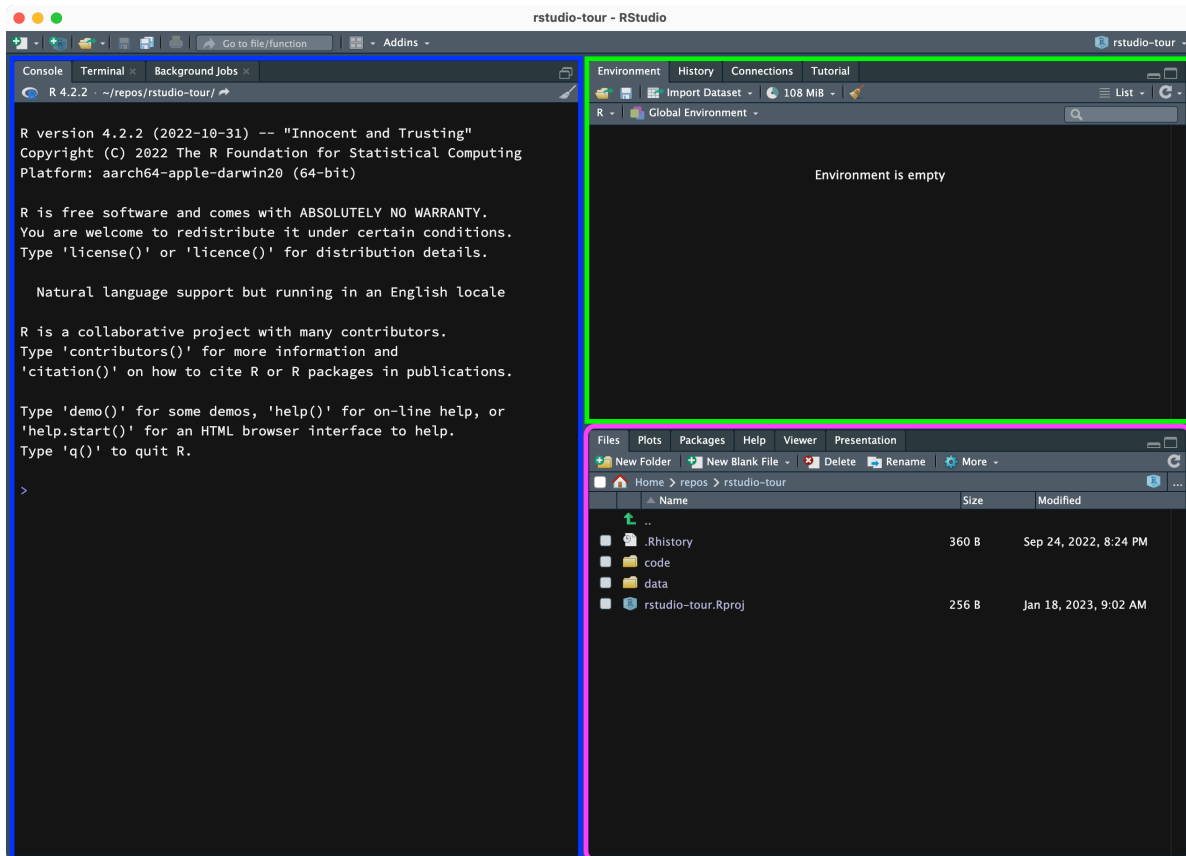 rstudio-tour - RStudio
Go to file/function Addins rstudio-tour
Console Terminal Background Jobs
R 4.2.2 · ~/repos/rstudio-tour/
R version 4.2.2 (2022-10-31) -- "Innocent and Trusting"
Copyright (C) 2022 The R Foundation for Statistical Computing
Platform: aarch64-apple-darwin20 (64-bit)
R is free software and comes with ABSOLUTELY NO WARRANTY.
You are welcome to redistribute it under certain conditions.
Type 'license()' or 'licence()' for distribution details.
Natural language support but running in an English locale
R is a collaborative project with many contributors.
Type 'contributors()' for more information and
'citation()' on how to cite R or R packages in publications.
Type 'demo()' for some demos, 'help()' for on-line help, or
'help.start()' for an HTML browser interface to help.
Type 'q()' to quit R.
>
Environment History Connections Tutorial
Import Dataset 108 MiB List
R Global Environment
Environment is empty
Files Plots Packages Help Viewer Presentation
New Folder New Blank File Delete Rename More
Home repos rstudio-tour ...
Name Size Modified
..
.Rhistory 360 B Sep 24, 2022, 8:24 PM
code
data
rstudio-tour.Rproj 256 B Jan 18, 2023, 9:02 AM